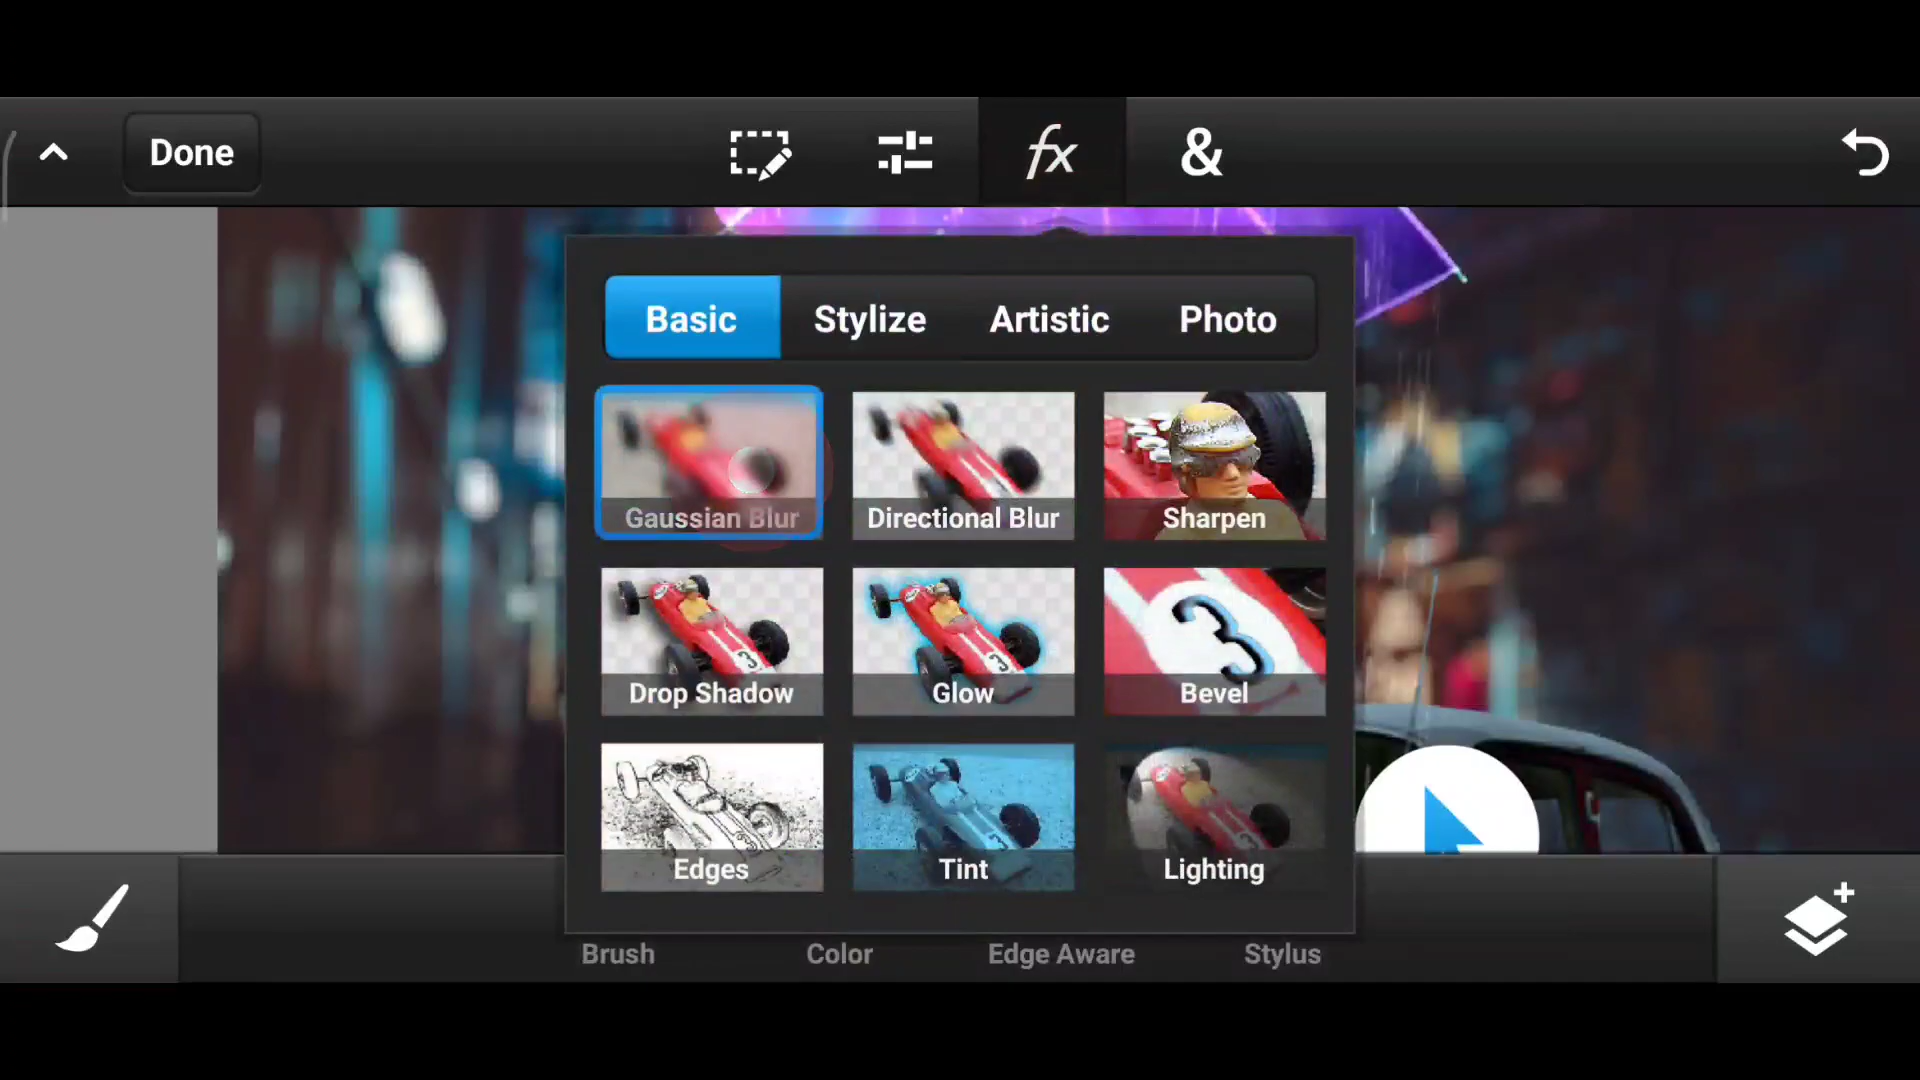 Done
fx
&
Basic Stylize Artistic Photo
Gaussian Blur Directional Blur Sharpen
Drop Shadow Glow Bevel
Edges Tint Lighting
Brush Color Edge Aware Stylus